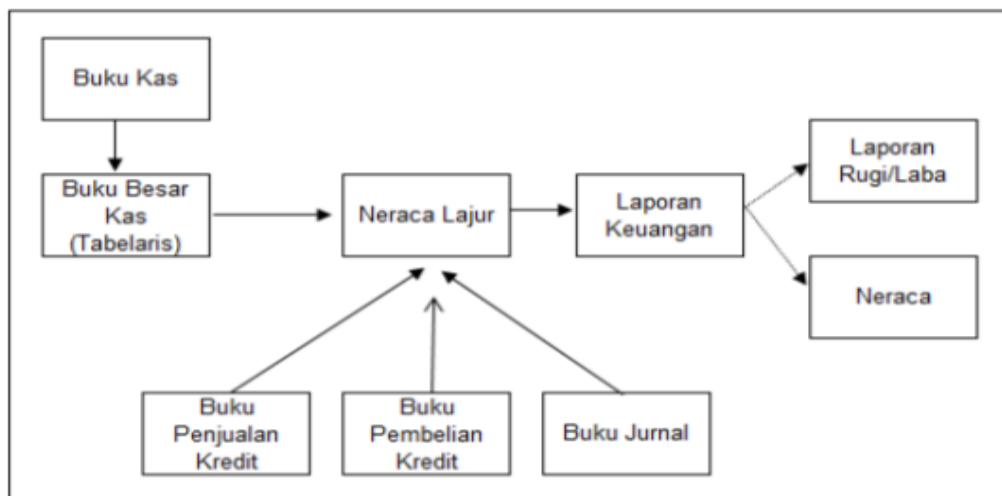 Buku Kas
Buku Besar
Kas
(Tabelaris)
Neraca Lajur
Laporan
Keuangan
Laporan
Rugi/Laba
Neraca
Buku
Penjualan
Kredit
Buku
Pembelian
Kredit
Buku Jurnal